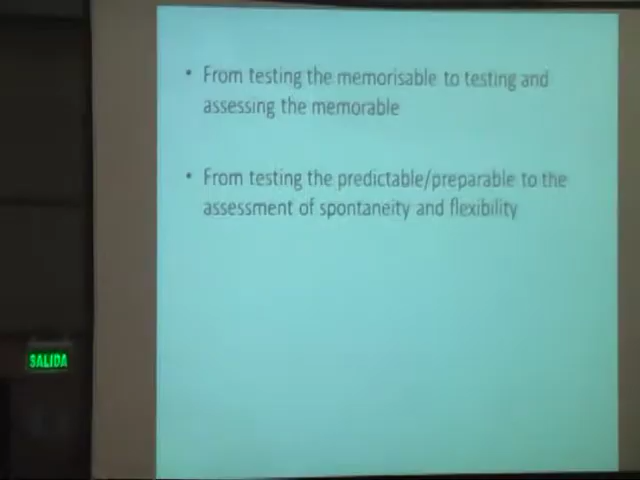 • From testing the memorisable to testing and
assessing the memorable
• From testing the predictable/preparable to the
assessment of spontaneity and flexibility
SALIDA